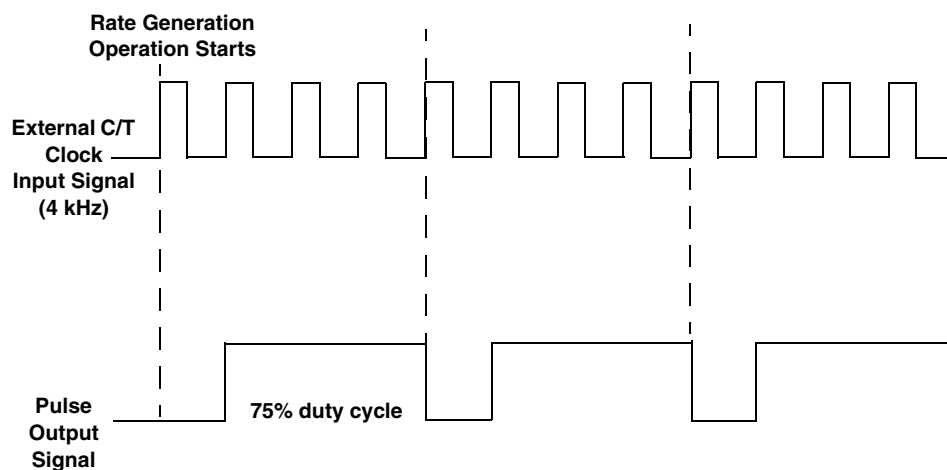 Rate Generation
Operation Starts
External C/T
Clock
Input Signal
(4 kHz)
75% duty cycle
Pulse
Output
Signal